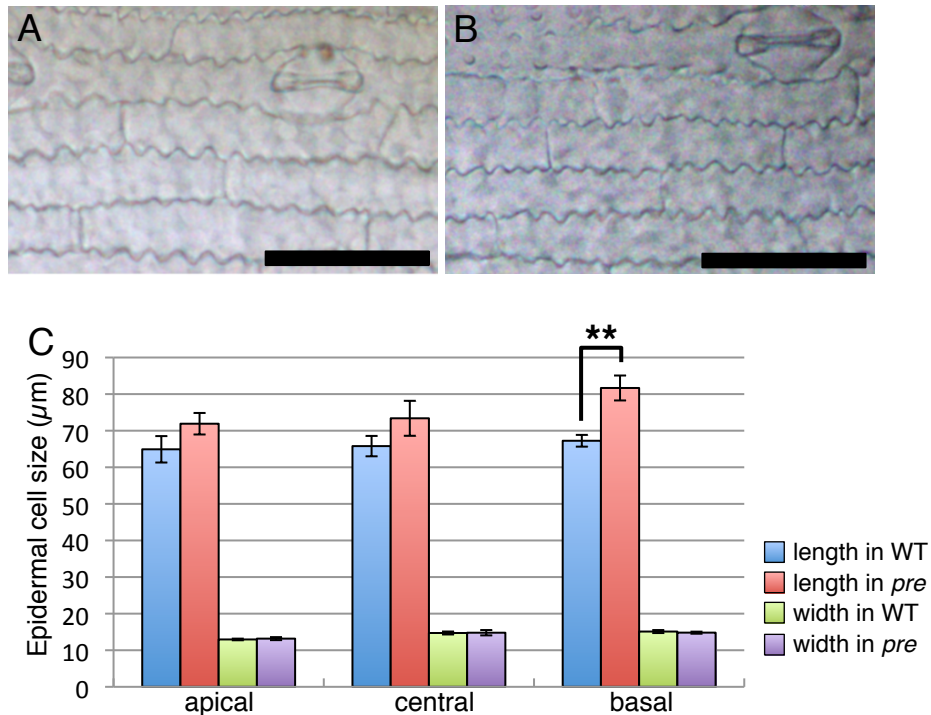 A
B
C
**
90
80
70
60
50
40
30
20
10
0
Epidermal cell size (µm)
apical
central
basal
length in WT
length in pre
width in WT
width in pre